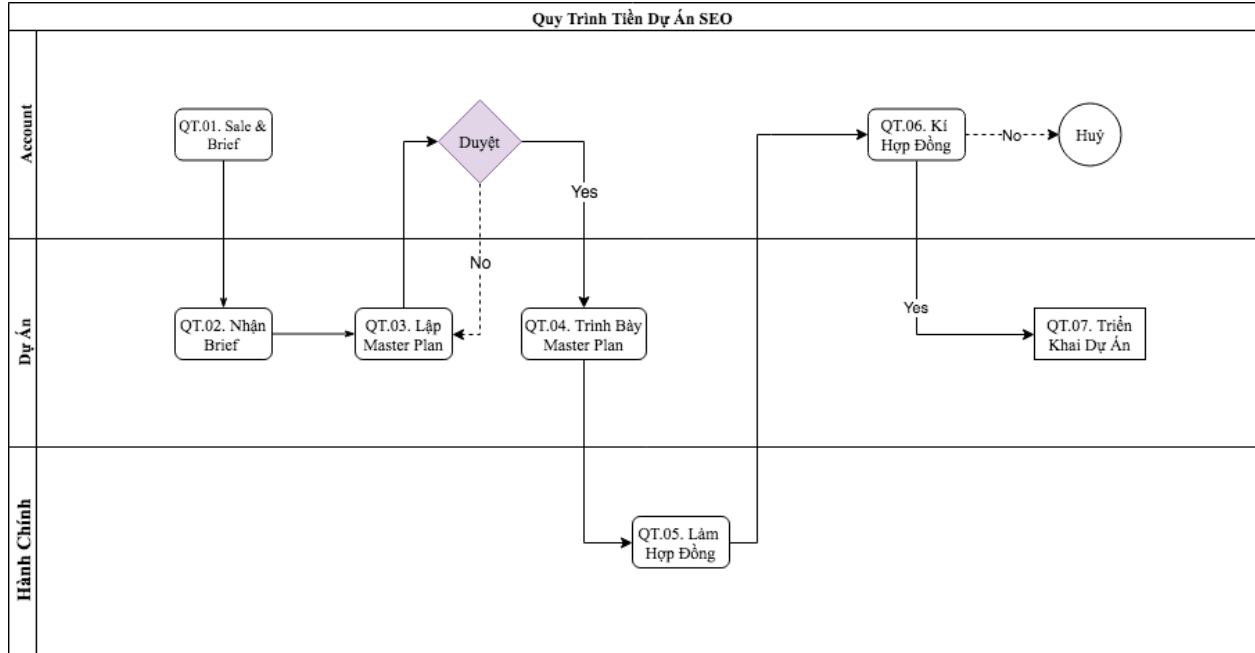 Quy Trình Tiền Dự Án SEO
Account
QT.01. Sale &
Brief
Duyệt
Yes
No
QT.06. Kí
Hợp Đồng
No
Huỷ
Dự Án
QT.02. Nhận
Brief
QT.03. Lập
Master Plan
QT.04. Trình Bày
Master Plan
Yes
QT.07. Triển
Khai Dự Án
Hành Chính
QT.05. Làm
Hợp Đồng